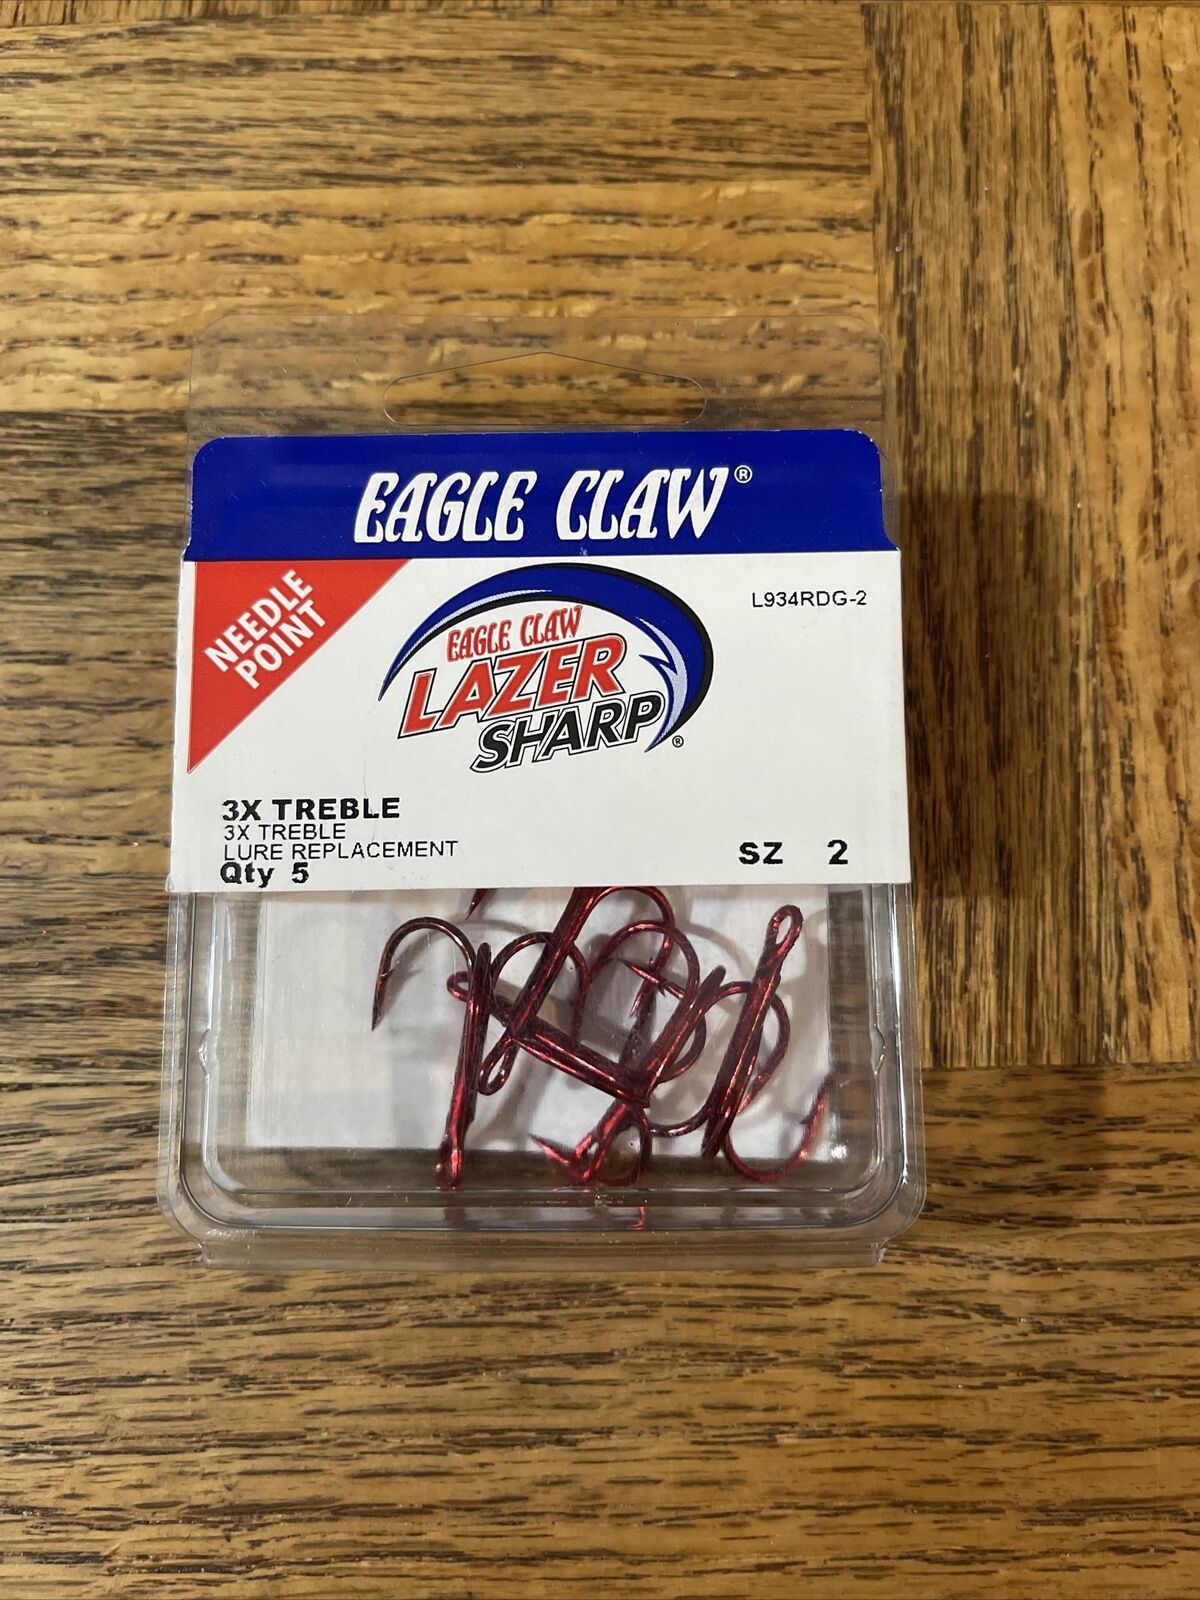 EAGLE CLAW®
NEEDLE
POINT
L934RDG-2
EAGLE CLAW
LAZER
SHARP®
3X TREBLE
3X TREBLE
LURE REPLACEMENT
Qty 5
SZ 2